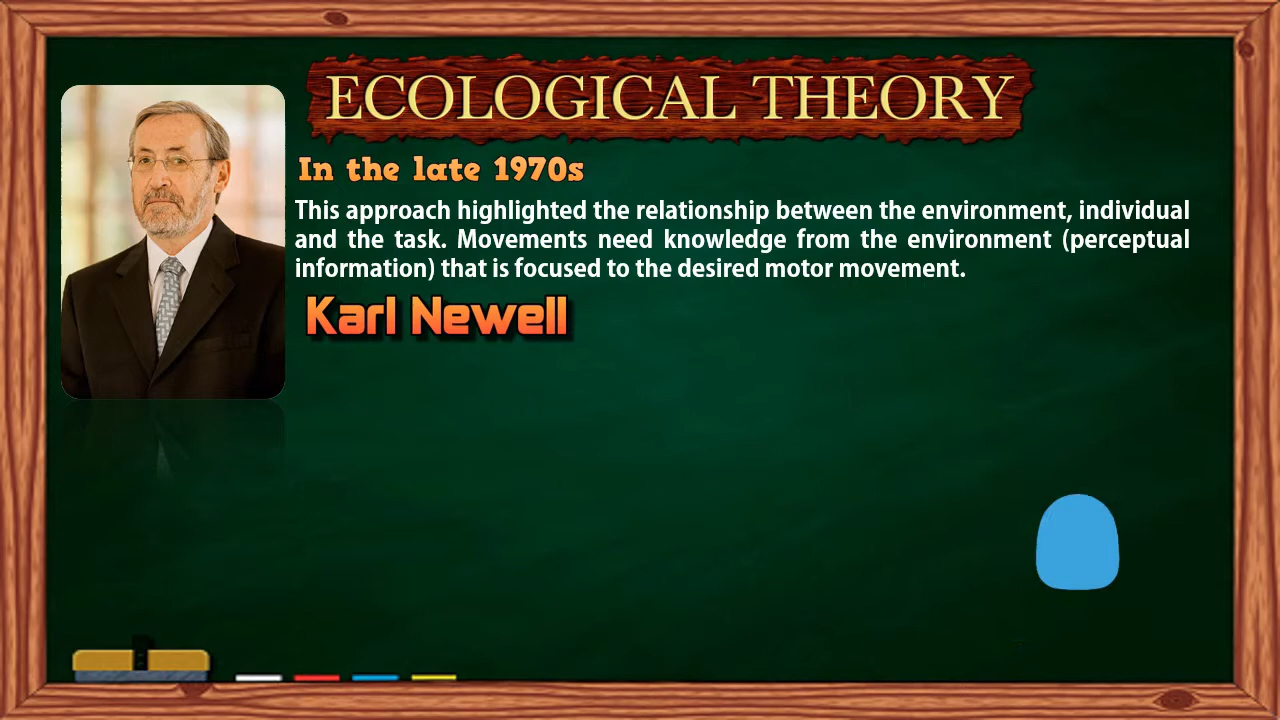 ECOLOGICAL THEORY
In the late 1970s
This approach highlighted the relationship between the environment, individual
and the task. Movements need knowledge from the environment (perceptual
information) that is focused to the desired motor movement.
Karl Newell